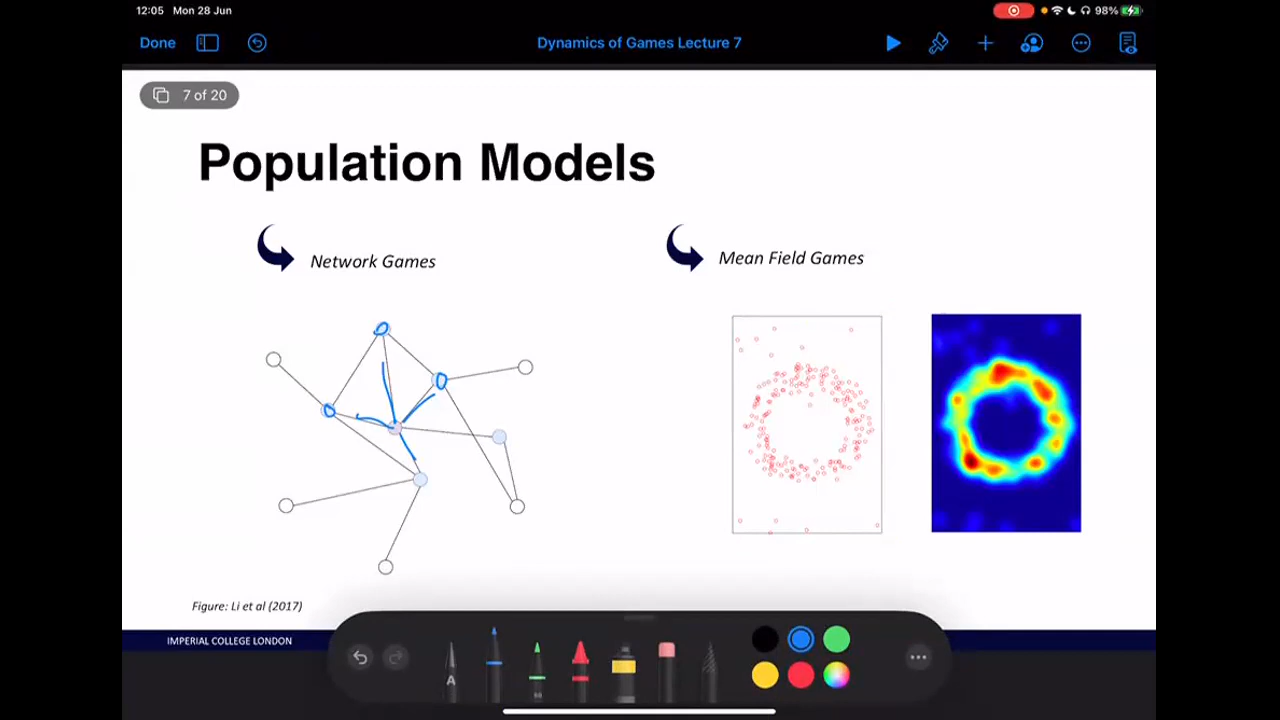 12:05 Mon 28 Jun
98%
Done
Dynamics of Games Lecture 7
7 of 20
Population Models
Network Games
Mean Field Games
Figure: Li et al (2017)
IMPERIAL COLLEGE LONDON
A